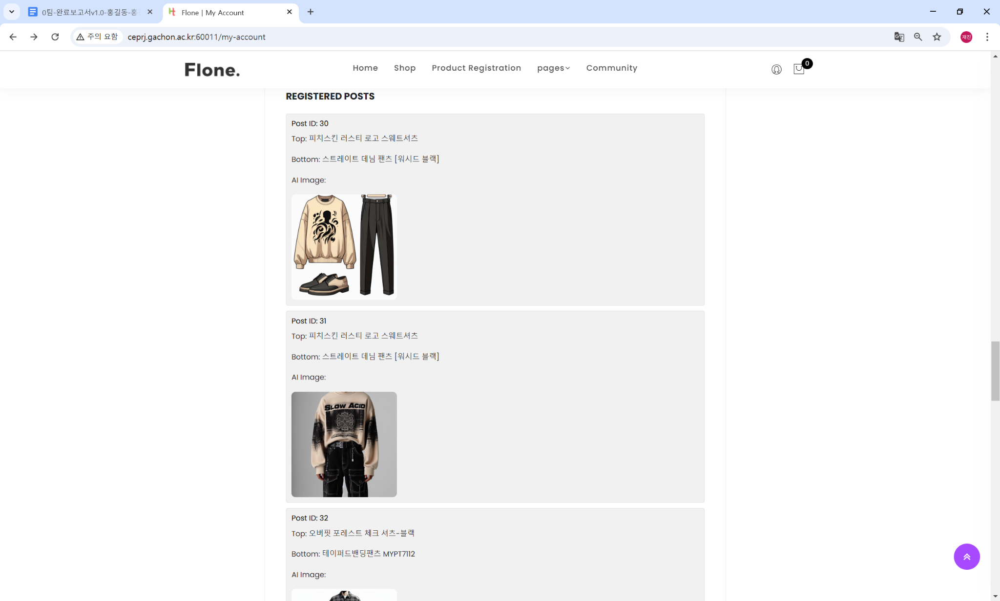 0팀-완료보고서v1.0-홍길동-홍
Flone | My Account
주의 요함
ceprj.gachon.ac.kr:60011/my-account
재진
Flone.
Home
Shop
Product Registration
pages
Community
0
REGISTERED POSTS
Post ID: 30
Top: 피치스킨 러스티 로고 스웨트셔츠
Bottom: 스트레이트 데님 팬츠 [워시드 블랙]
AI Image:
Post ID: 31
Top: 피치스킨 러스티 로고 스웨트셔츠
Bottom: 스트레이트 데님 팬츠 [워시드 블랙]
AI Image:
SLOW ACID
Post ID: 32
Top: 오버핏 포레스트 체크 셔츠-블랙
Bottom: 테이퍼드밴딩팬츠 MYPT7112
AI Image: